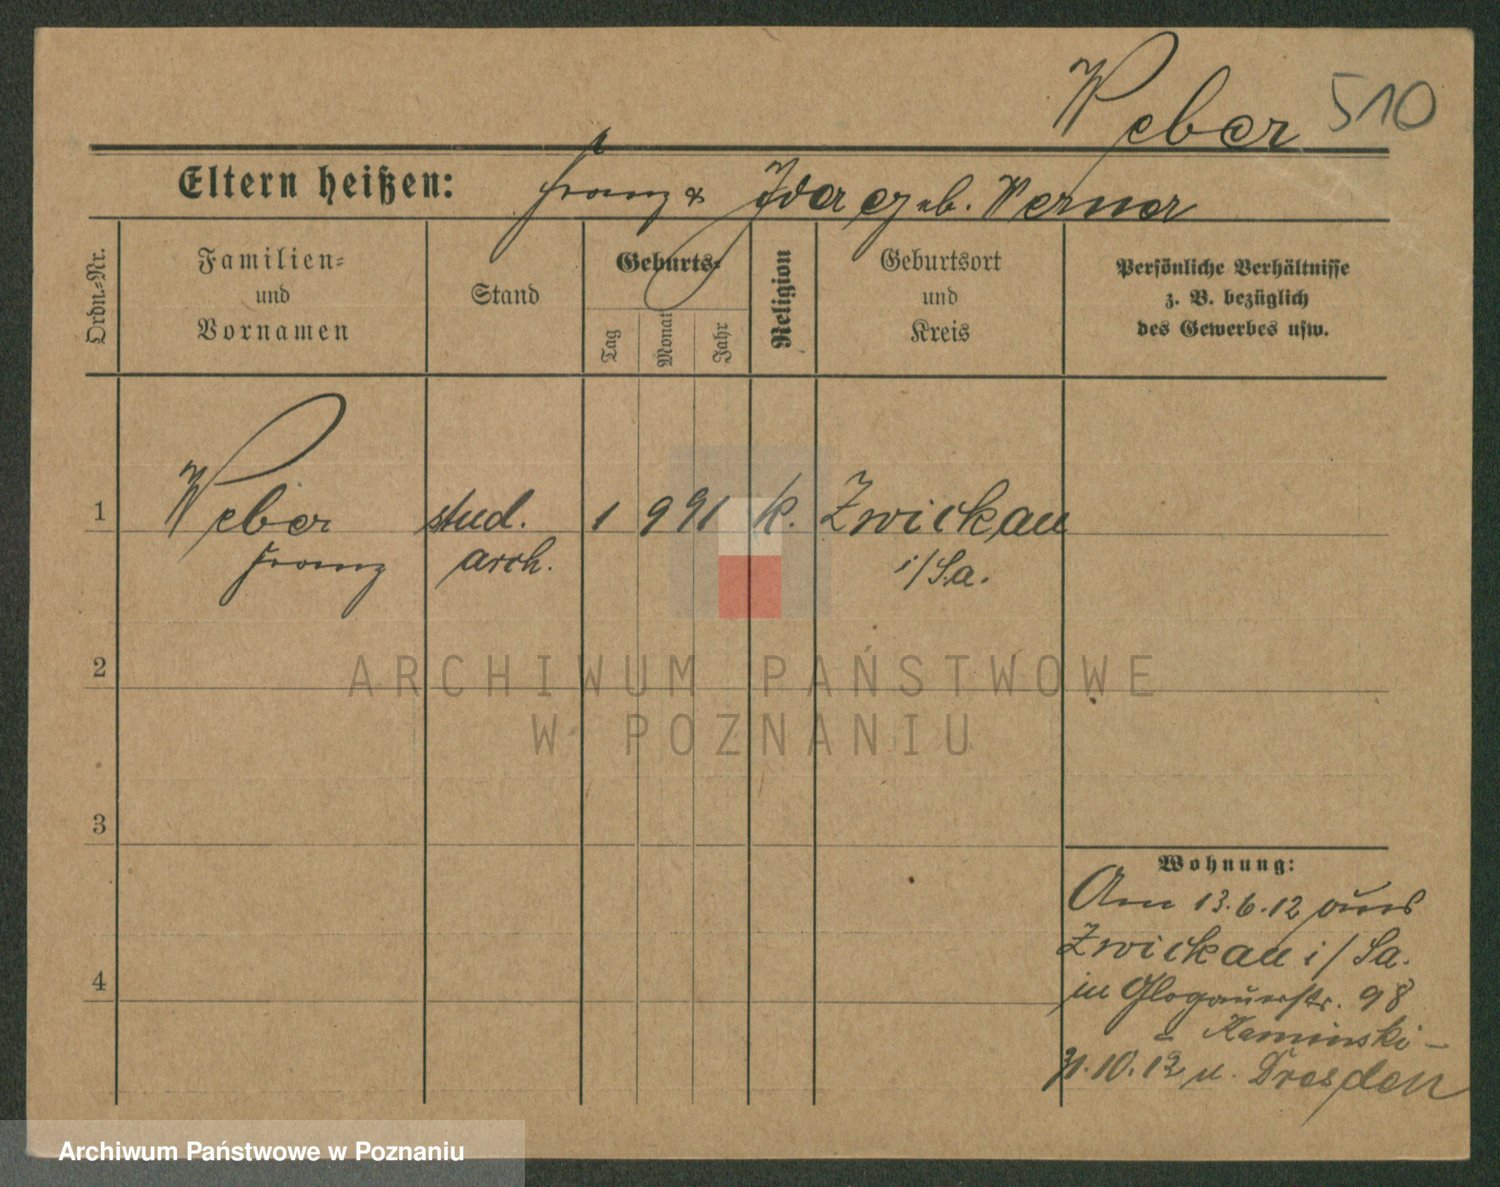 Weber 510
Eltern heißen: Franz & Ida geb. Werner
Ordn.-Nr.
Familien-
und
Vornamen
Stand
Geburts-
Tag
Monat
Jahr
Religion
Geburtsort
und
Kreis
Persönliche Verhältnisse
z. B. bezüglich
des Gewerbes usw.
1 Weber stud. 1 9 91 k. Zwickau
Franz arch. i/Sa.
2
ARCHIWUM PAŃSTWOWE
W POZNANIU
3
4
Wohnung:
Am 13.6.12 aus
Zwickau i/Sa.
in Glogauerstr. 98
Kaminski –
31.10.12 n. Dresden
Archiwum Państwowe w Poznaniu